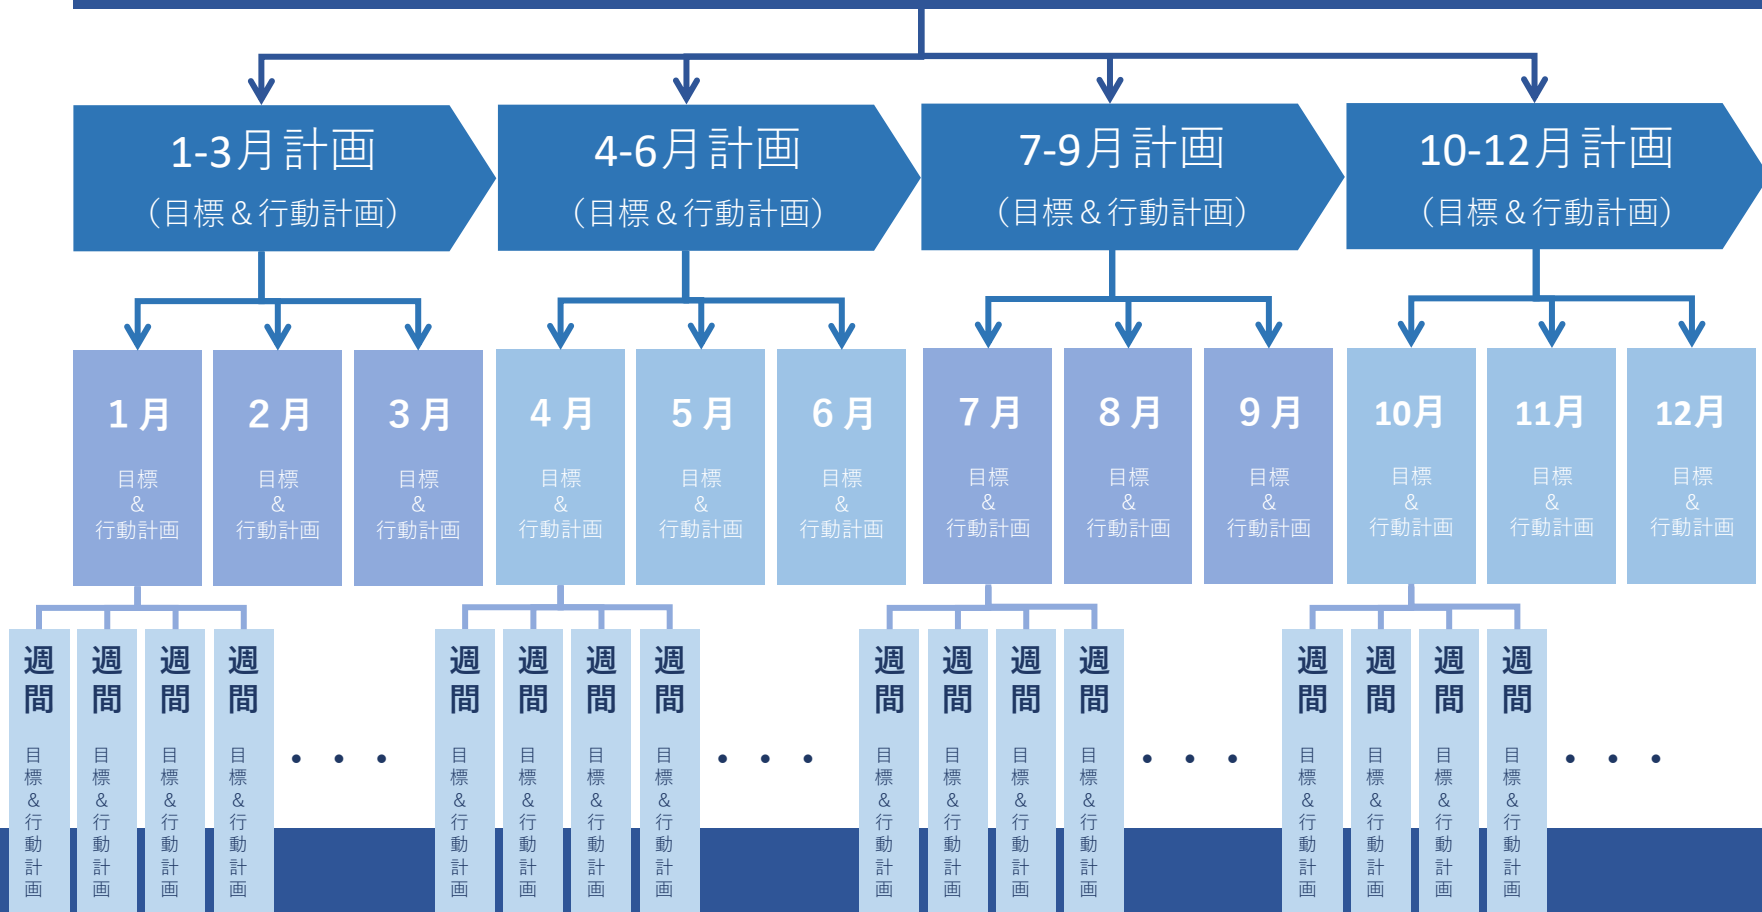 1-3月計画
（目標＆行動計画）
4-6月計画
（目標＆行動計画）
7-9月計画
（目標＆行動計画）
10-12月計画
（目標＆行動計画）
1月
目標
&
行動計画
2月
目標
&
行動計画
3月
目標
&
行動計画
4月
目標
&
行動計画
5月
目標
&
行動計画
6月
目標
&
行動計画
7月
目標
&
行動計画
8月
目標
&
行動計画
9月
目標
&
行動計画
10月
目標
&
行動計画
11月
目標
&
行動計画
12月
目標
&
行動計画
週間
目標&行動計画
週間
目標&行動計画
週間
目標&行動計画
週間
目標&行動計画
・・・
週間
目標&行動計画
週間
目標&行動計画
週間
目標&行動計画
週間
目標&行動計画
・・・
週間
目標&行動計画
週間
目標&行動計画
週間
目標&行動計画
週間
目標&行動計画
・・・
週間
目標&行動計画
週間
目標&行動計画
週間
目標&行動計画
週間
目標&行動計画
・・・